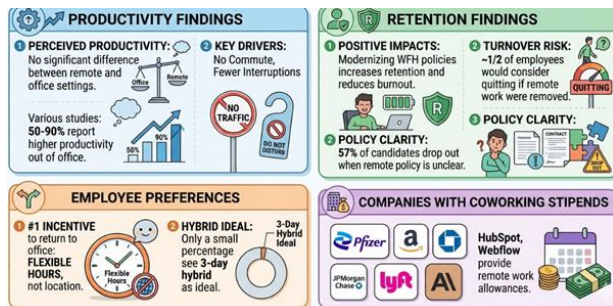 PRODUCTIVITY FINDINGS
1 PERCEIVED PRODUCTIVITY:
No significant difference
between remote and
office settings.
Office
Remote
Various studies:
50-90% report
higher productivity
out of office.
50%
90%
2 KEY DRIVERS:
No Commute,
Fewer Interruptions
NO
TRAFFIC
DO NOT
DISTURB
RETENTION FINDINGS
R
1 POSITIVE IMPACTS:
Modernizing WFH policies
increases retention and
reduces burnout.
R
2 POLICY CLARITY:
57% of candidates drop out
when remote policy is unclear.
2 TURNOVER RISK:
~1/2 of employees
would consider
quitting if remote
work were removed.
?
QUITTING
3 POLICY CLARITY:
?
CONTRACT
!
DROP
OUT
EMPLOYEE PREFERENCES
1 #1 INCENTIVE
to return to
office:
FLEXIBLE
HOURS,
not location.
Flexible
Hours
2 HYBRID IDEAL:
Only a small
percentage
see 3-day
hybrid
as ideal.
3-Day
Hybrid
Ideal
COMPANIES WITH COWORKING STIPENDS
Pfizer
a
JPMorgan
Chase
lyft
A\
HubSpot,
Webflow
provide
remote work
allowances.